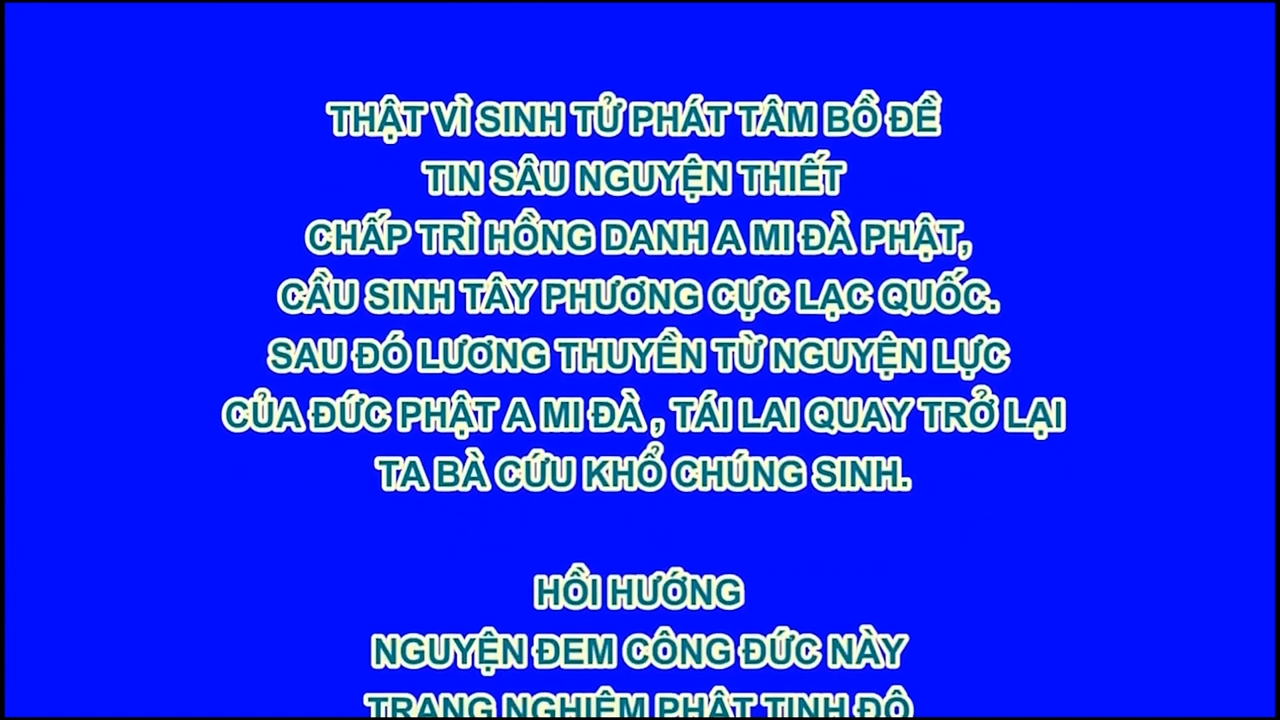 THẬT VÌ SINH TỬ PHÁT TÂM BỒ ĐỀ
TIN SÂU NGUYỆN THIẾT
CHẤP TRÌ HỒNG DANH A MI ĐÀ PHẬT,
CẦU SINH TÂY PHƯƠNG CỰC LẠC QUỐC.
SAU ĐÓ LƯƠNG THUYỀN TỪ NGUYỆN LỰC
CỦA ĐỨC PHẬT A MI ĐÀ , TÁI LAI QUAY TRỞ LẠI
TA BÀ CỨU KHỔ CHÚNG SINH.
HỒI HƯỚNG
NGUYỆN ĐEM CÔNG ĐỨC NÀY
TRANG NGHIÊM PHẬT TỊNH ĐỘ